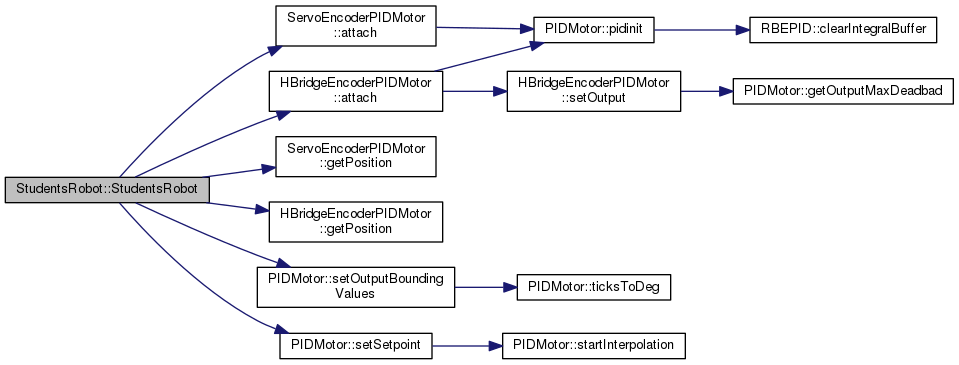 ServoEncoderPIDMotor
::attach
PIDMotor::pidinit
RBEPID::clearIntegralBuffer
HBridgeEncoderPIDMotor
::attach
HBridgeEncoderPIDMotor
::setOutput
PIDMotor::getOutputMaxDeadbad
ServoEncoderPIDMotor
::getPosition
StudentsRobot::StudentsRobot
HBridgeEncoderPIDMotor
::getPosition
PIDMotor::setOutputBounding
Values
PIDMotor::ticksToDeg
PIDMotor::setSetpoint
PIDMotor::startInterpolation